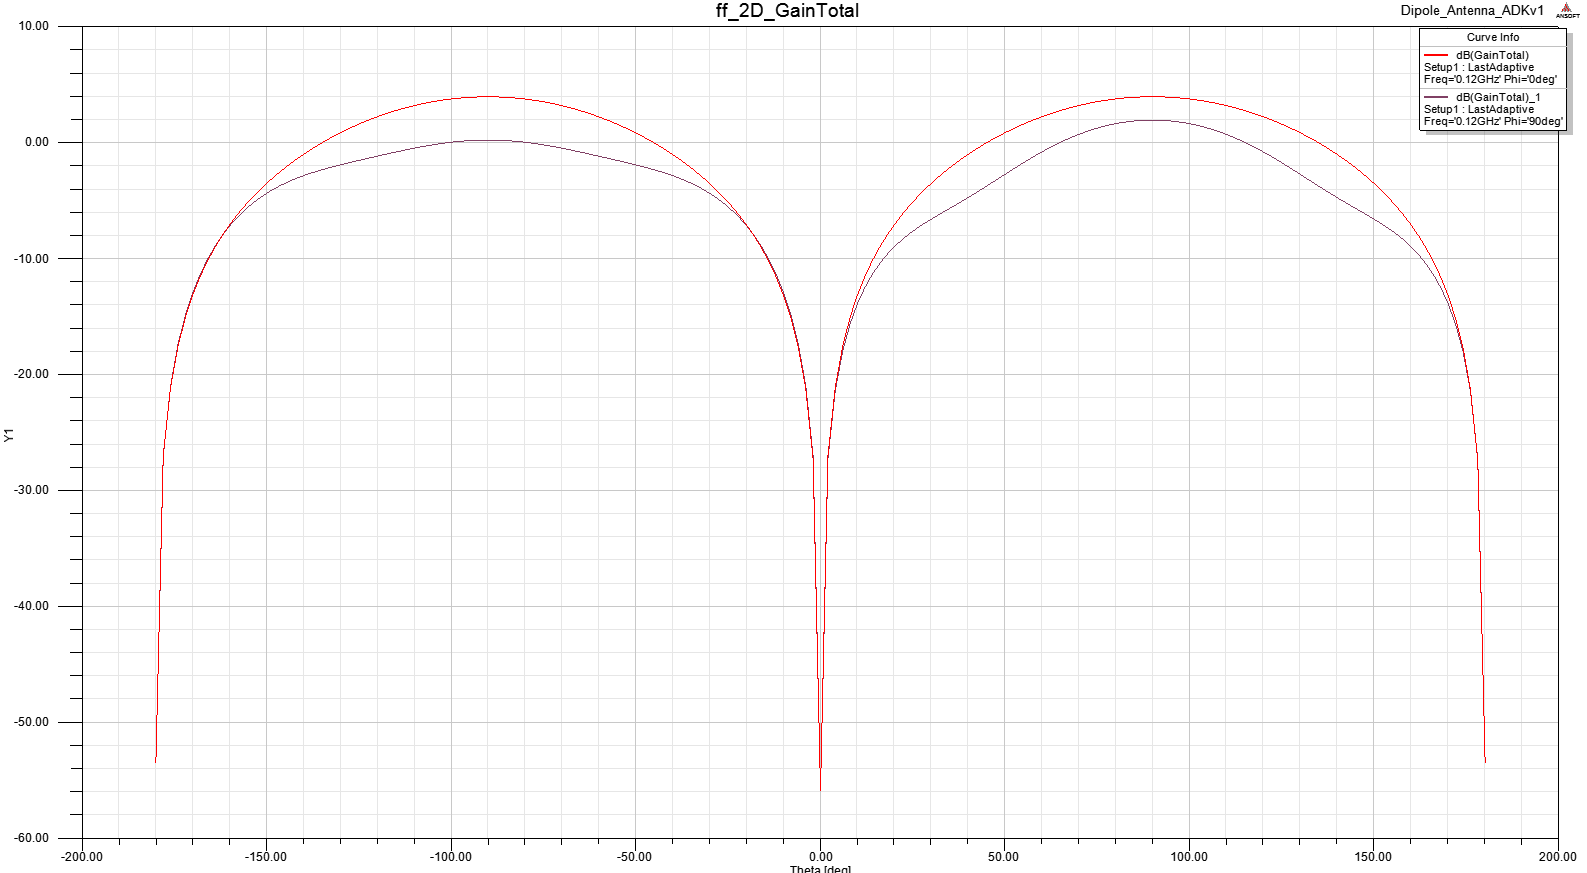 ff_2D_GainTotal
Dipole_Antenna_ADKv1
ANSOFT
Curve Info
dB(GainTotal)
Setup1 : LastAdaptive
Freq='0.12GHz' Phi='0deg'
dB(GainTotal)_1
Setup1 : LastAdaptive
Freq='0.12GHz' Phi='90deg'
10.00
0.00
-10.00
-20.00
-30.00
-40.00
-50.00
-60.00
Y1
-200.00 -150.00 -100.00 -50.00 0.00 50.00 100.00 150.00 200.00
Theta [deg]